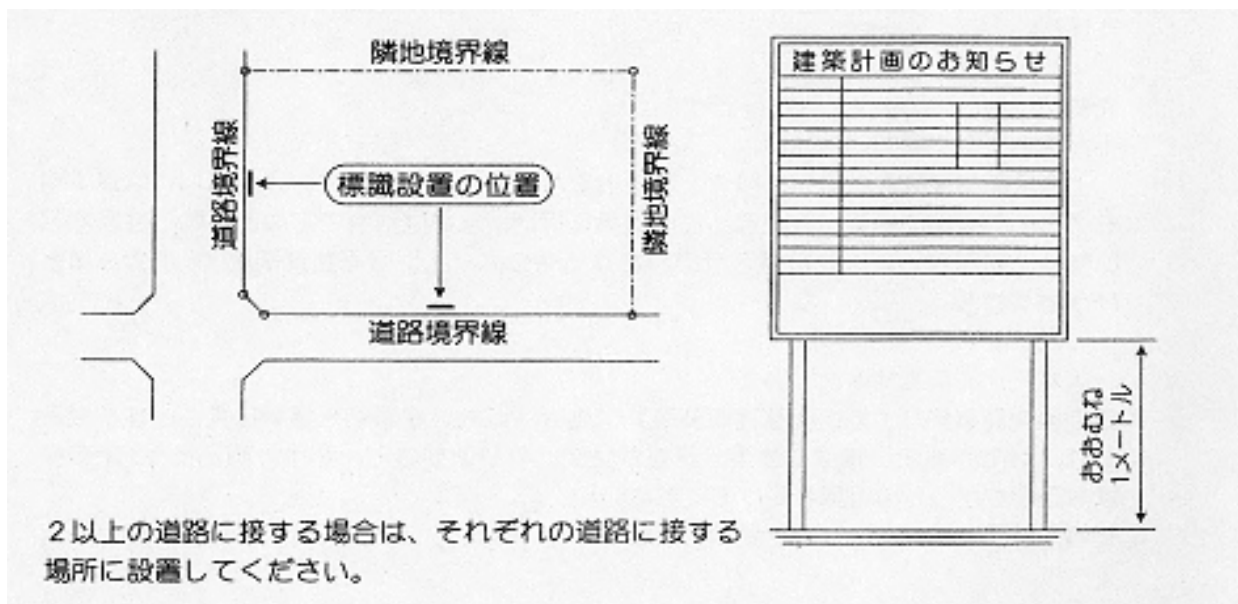 隣地境界線
道路境界線
標識設置の位置
隣地境界線
道路境界線
2以上の道路に接する場合は、それぞれの道路に接する
場所に設置してください。
建築計画のお知らせ
おおむね
1メートル